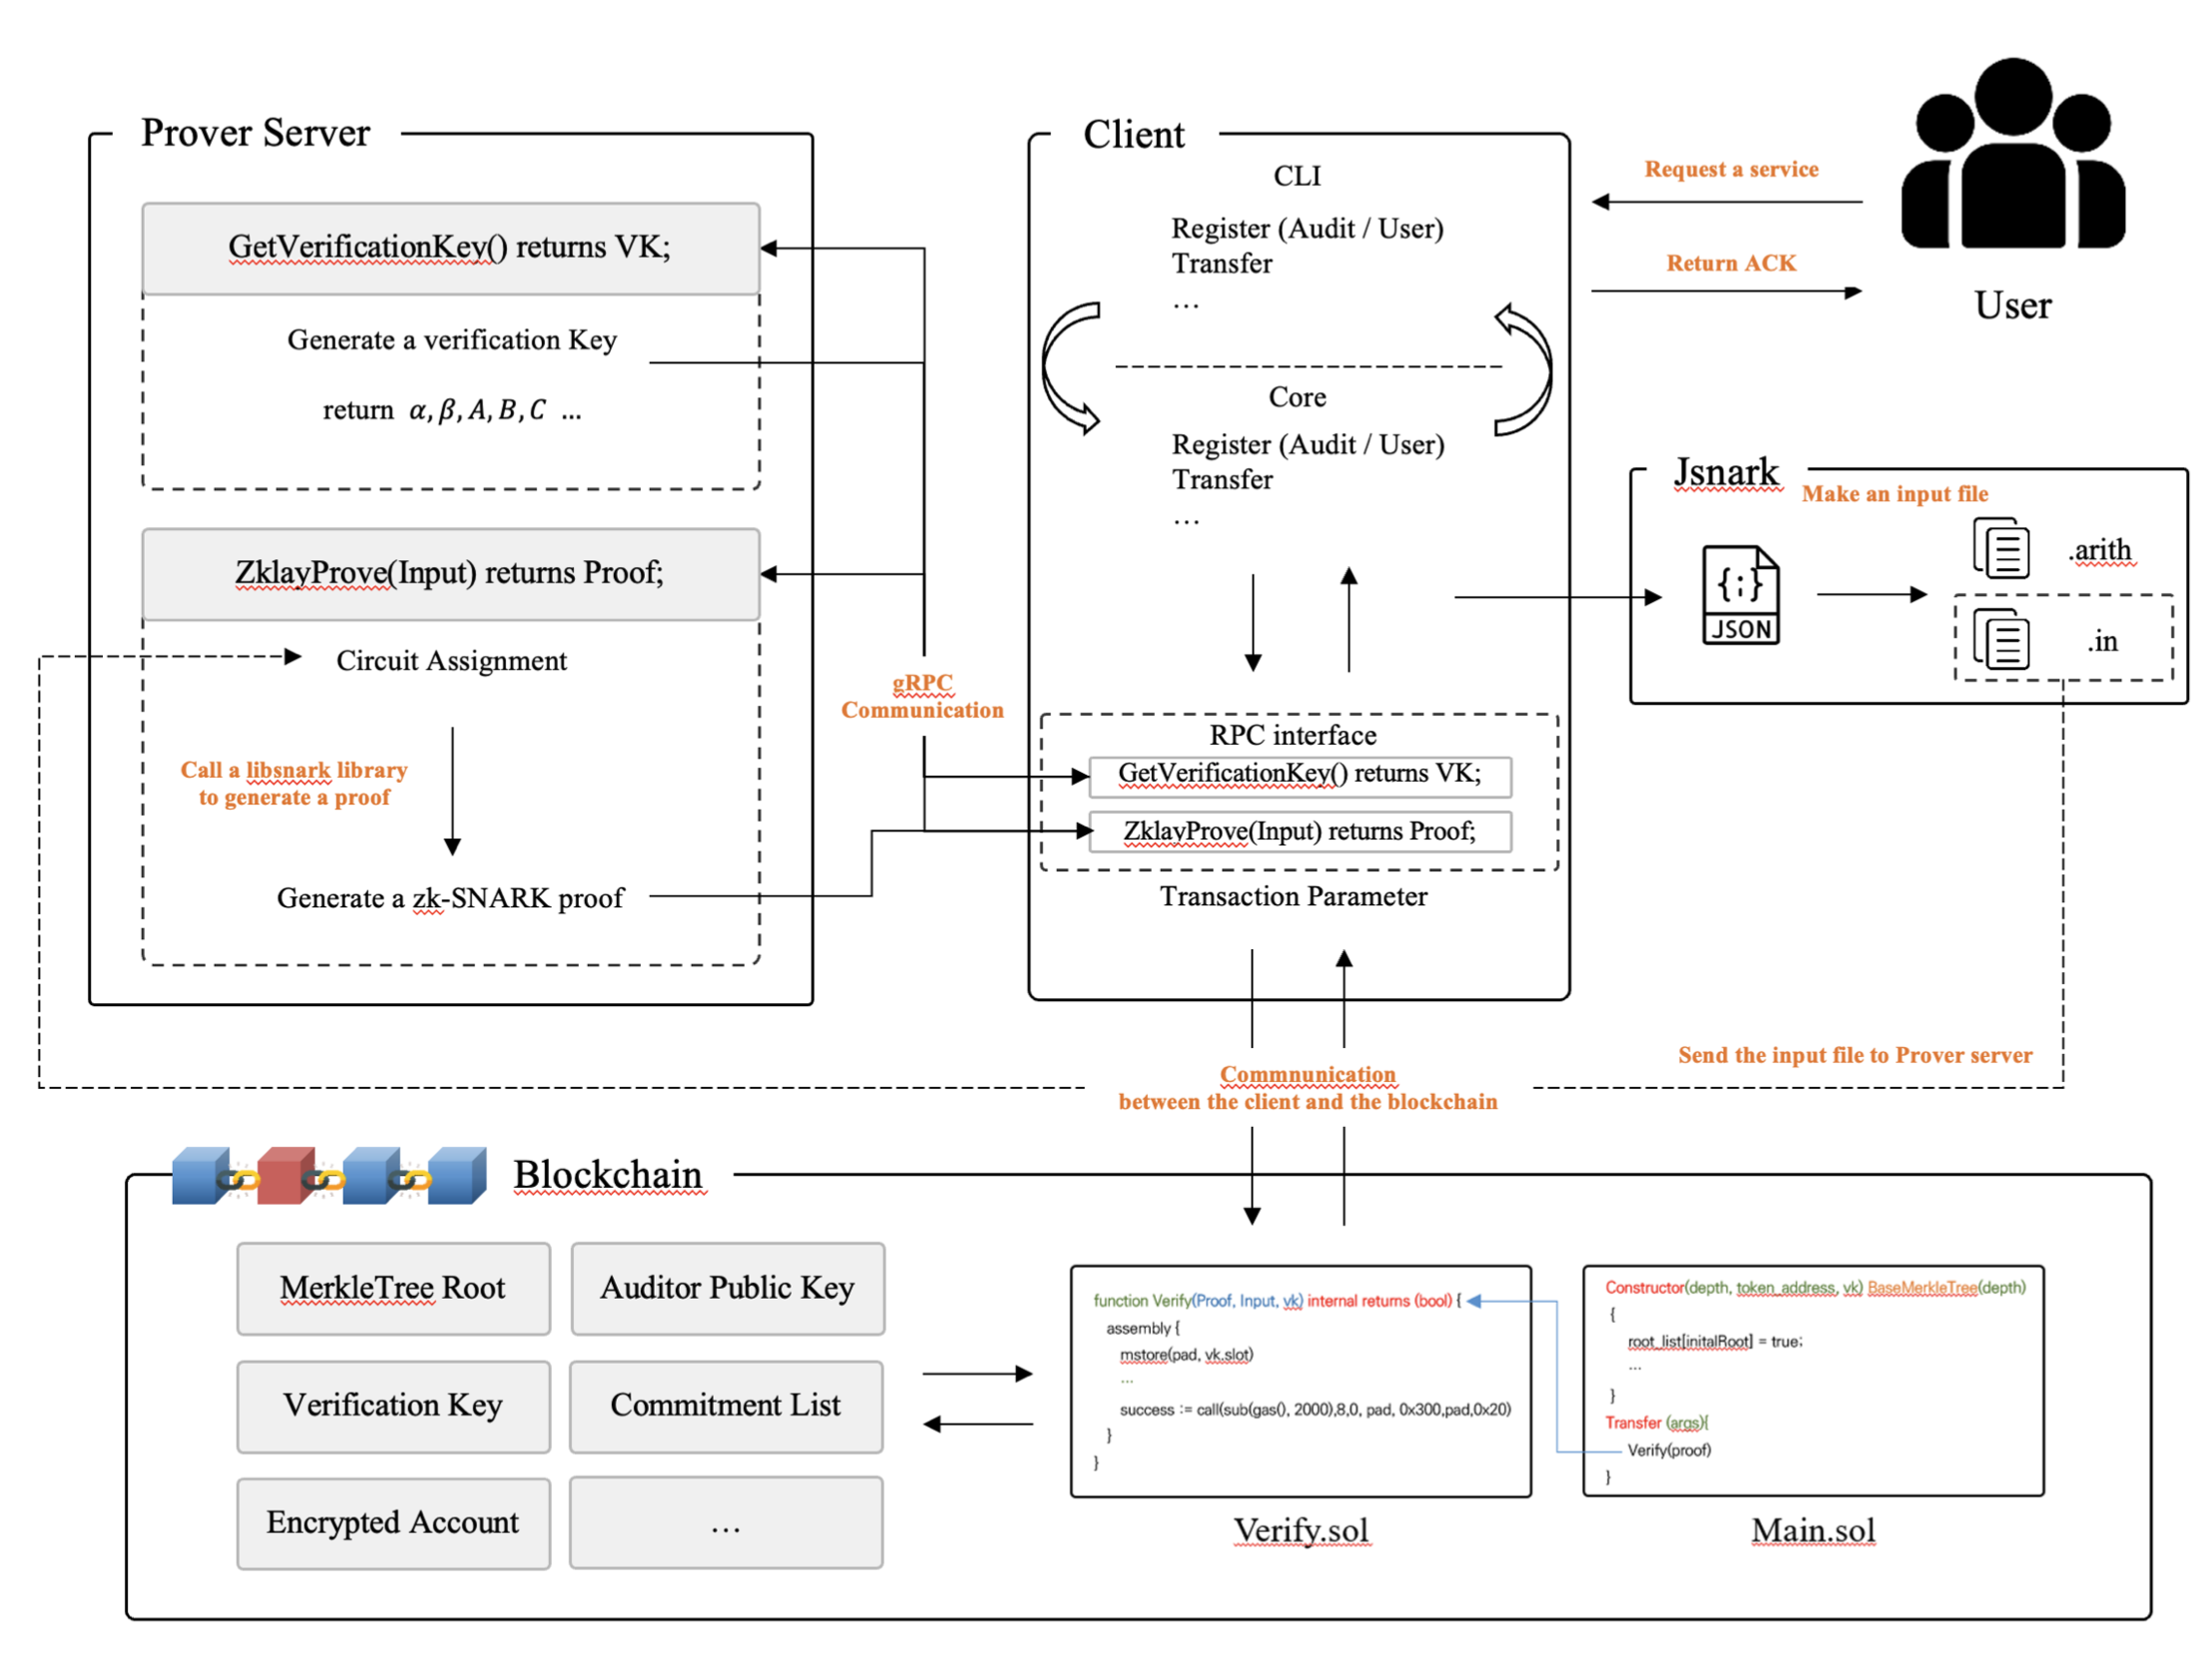 Prover Server
GetVerificationKey() returns VK;
Generate a verification Key
return α, β, A, B, C ...
ZklayProve(Input) returns Proof;
Circuit Assignment
Call a libsnark library
to generate a proof
Generate a zk-SNARK proof
gRPC
Communication
Client
CLI
Register (Audit / User)
Transfer
...
Core
Register (Audit / User)
Transfer
...
RPC interface
GetVerificationKey() returns VK;
ZklayProve(Input) returns Proof;
Transaction Parameter
Request a service
Return ACK
User
Jsnark
Make an input file
{;}
JSON
.arith
.in
Send the input file to Prover server
Commnunication
between the client and the blockchain
Blockchain
MerkleTree Root
Auditor Public Key
Verification Key
Commitment List
Encrypted Account
...
function Verify(Proof, Input, vk) internal returns (bool) {
assembly {
mstore(pad, vk.slot)
...
success := call(sub(gas(), 2000),8,0, pad, 0x300,pad,0x20)
}
}
Verify.sol
Constructor(depth, token_address, vk) BaseMerkleTree(depth)
{
root_list[initalRoot] = true;
...
}
Transfer (args){
Verify(proof)
}
Main.sol